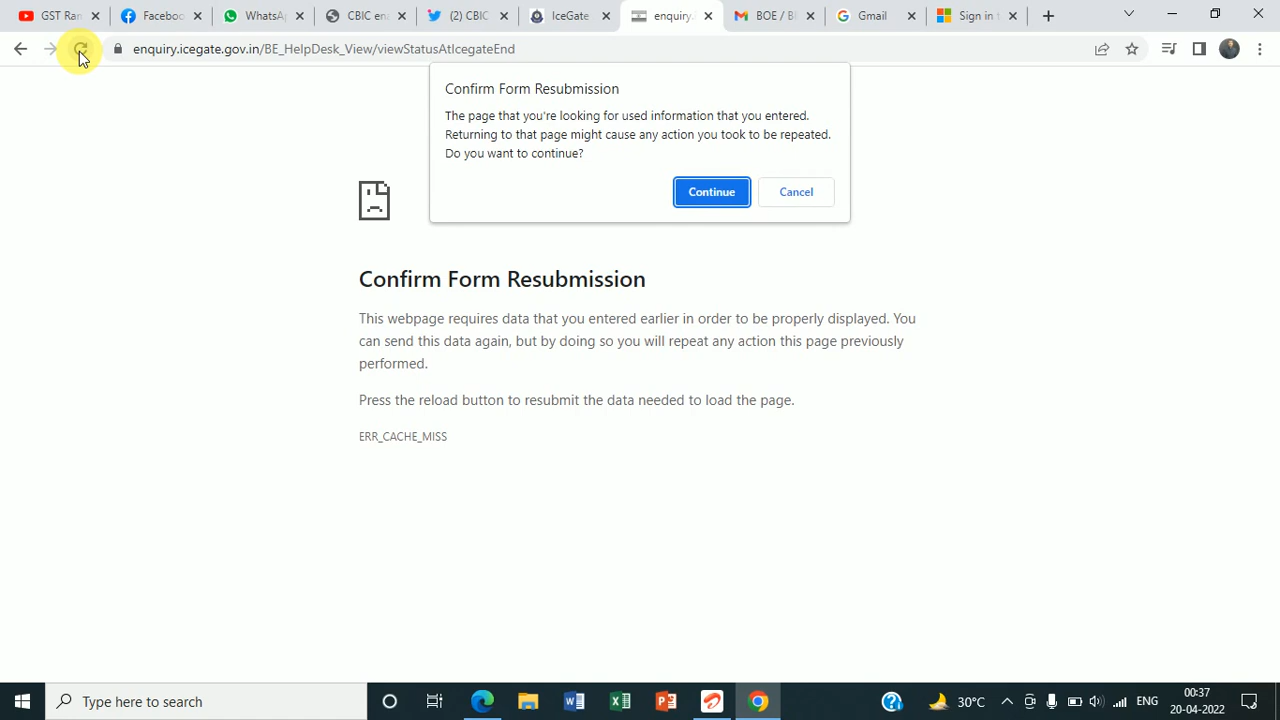 GST Ran
Faceboo
WhatsAp
CBIC:ena
(2) CBIC
IceGate
enquiry.i
BOE / BI
Gmail
Sign in t
enquiry.icegate.gov.in/BE_HelpDesk_View/viewStatusAtIcegateEnd
Confirm Form Resubmission
The page that you're looking for used information that you entered.
Returning to that page might cause any action you took to be repeated.
Do you want to continue?
Continue
Cancel
Confirm Form Resubmission
This webpage requires data that you entered earlier in order to be properly displayed. You
can send this data again, but by doing so you will repeat any action this page previously
performed.
Press the reload button to resubmit the data needed to load the page.
ERR_CACHE_MISS
Type here to search
30°C
ENG
00:37
20-04-2022